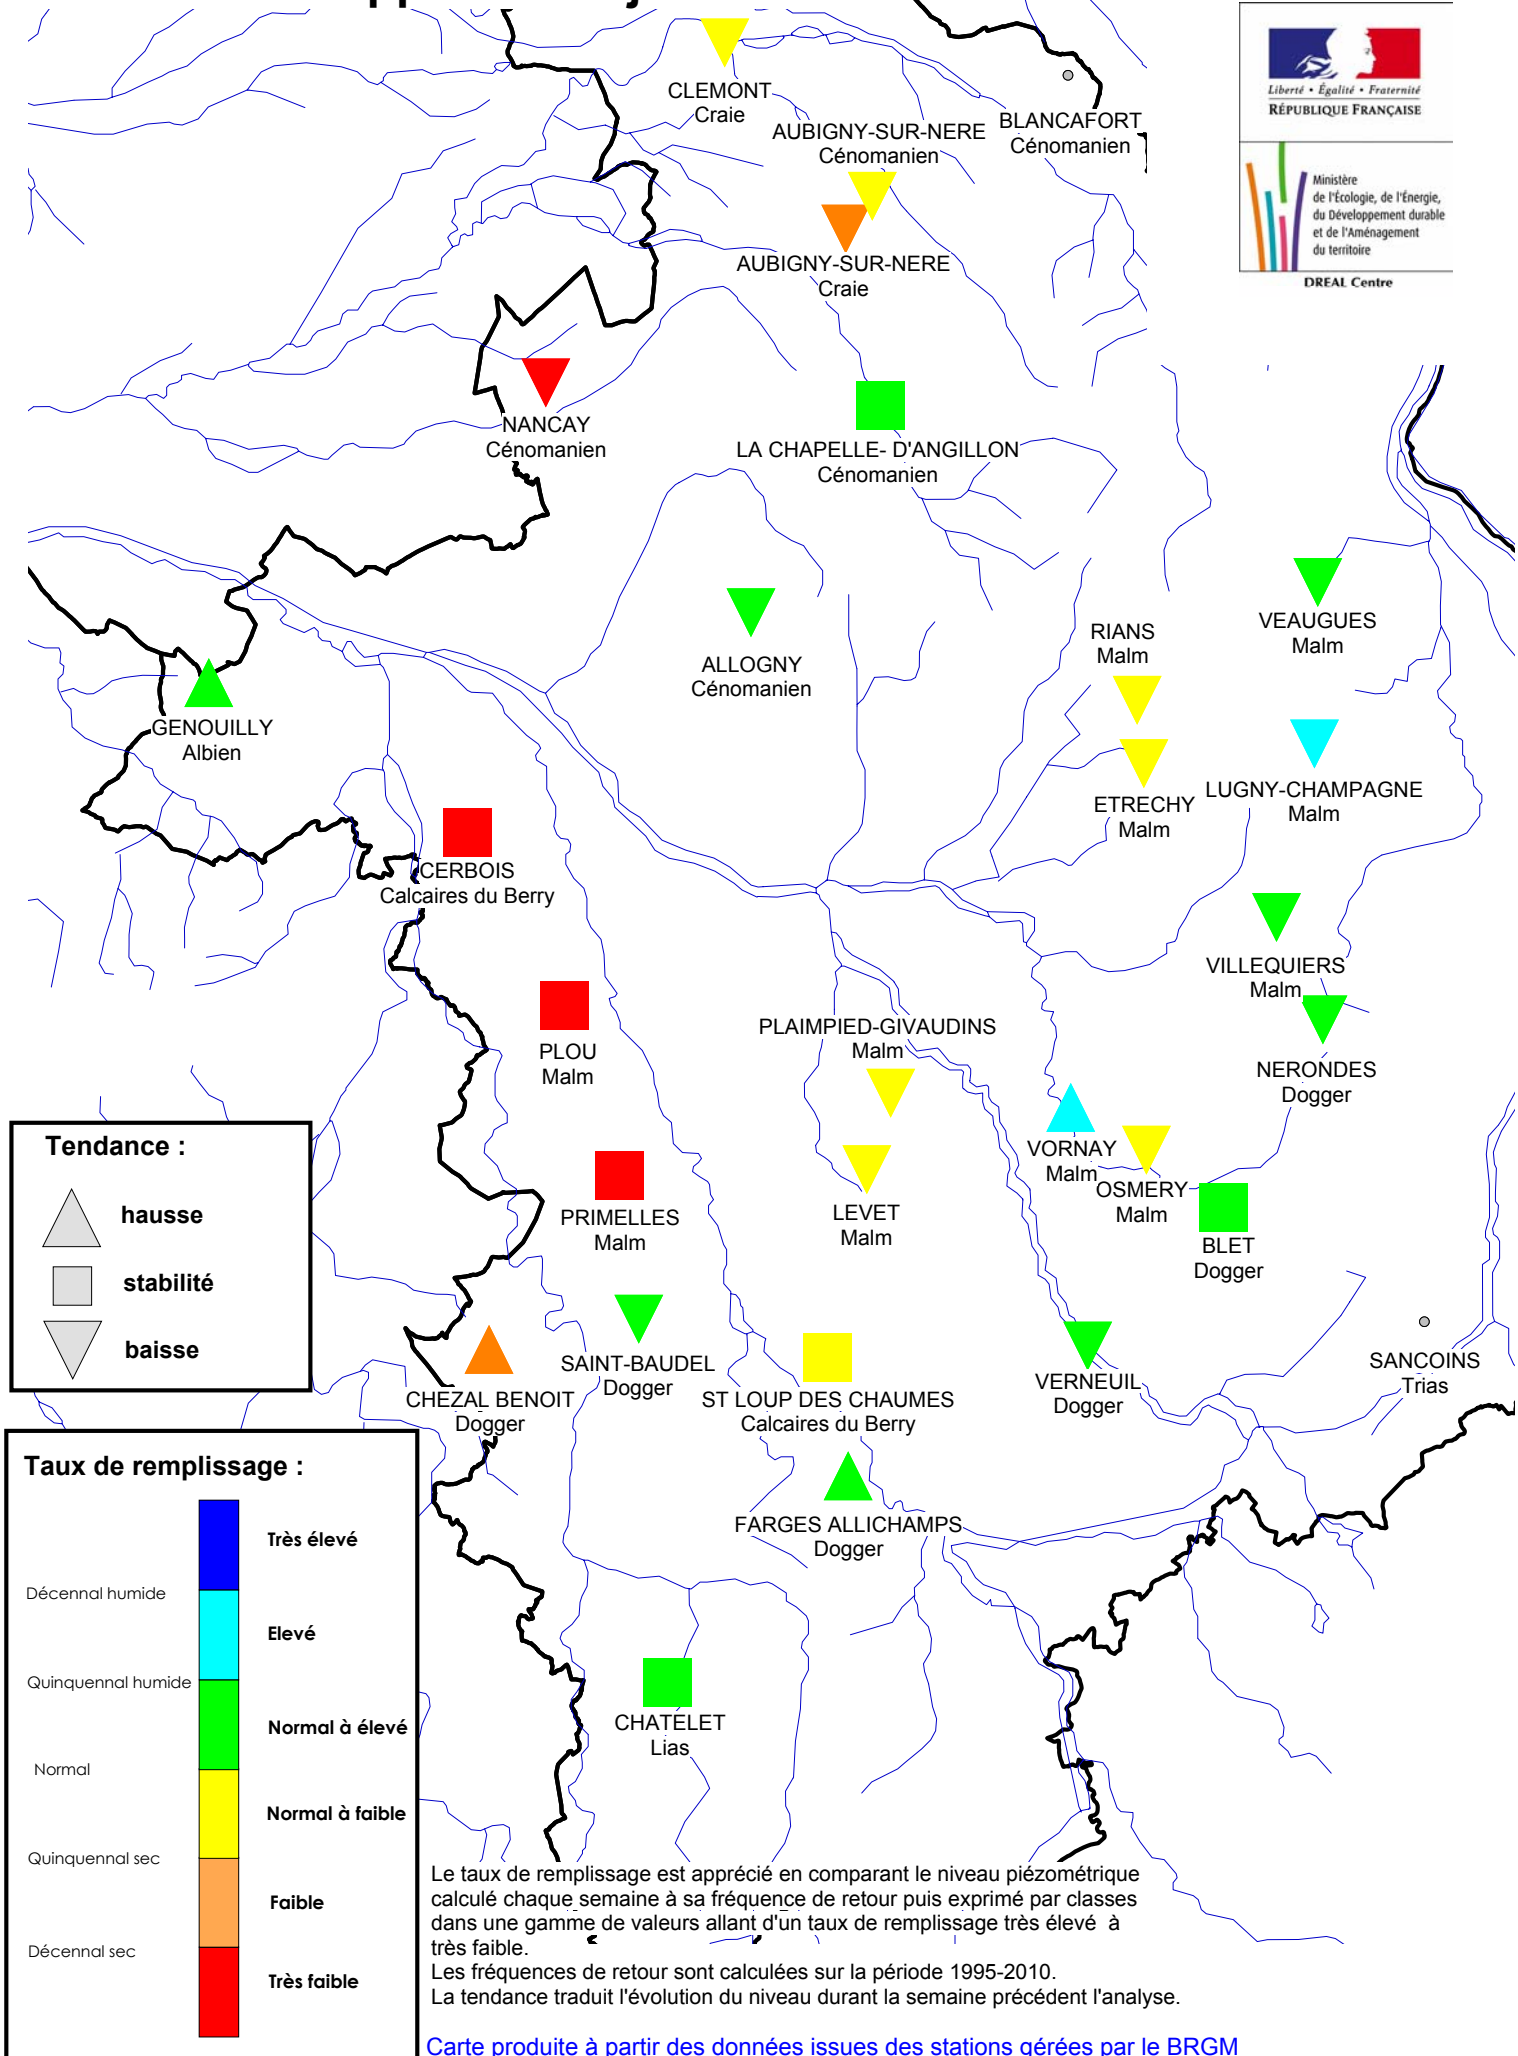 Liberté • Égalité • Fraternité
RÉPUBLIQUE FRANÇAISE
Ministère
de l'Écologie, de l'Énergie,
du Développement durable
et de l'Aménagement
du territoire
DREAL Centre
CLEMONT
Craie
AUBIGNY-SUR-NERE
Cénomanien
BLANCAFORT
Cénomanien
AUBIGNY-SUR-NERE
Craie
NANCAY
Cénomanien
LA CHAPELLE- D'ANGILLON
Cénomanien
VEAUGUES
Malm
RIANS
Malm
ALLOGNY
Cénomanien
GENOUILLY
Albien
LUGNY-CHAMPAGNE
Malm
ETRECHY
Malm
CERBOIS
Calcaires du Berry
VILLEQUIERS
Malm
PLAIMPIED-GIVAUDINS
Malm
PLOU
Malm
NERONDES
Dogger
VORNAY
Malm
OSMERY
Malm
LEVET
Malm
PRIMELLES
Malm
BLET
Dogger
SAINT-BAUDEL
Dogger
SANCOINS
Trias
VERNEUIL
Dogger
CHEZAL BENOIT
Dogger
ST LOUP DES CHAUMES
Calcaires du Berry
FARGES ALLICHAMPS
Dogger
CHATELET
Lias
Tendance :
hausse
stabilité
baisse
Taux de remplissage :
Très élevé
Décennal humide
Elevé
Quinquennal humide
Normal à élevé
Normal
Normal à faible
Quinquennal sec
Faible
Décennal sec
Très faible
Le taux de remplissage est apprécié en comparant le niveau piézométrique
calculé chaque semaine à sa fréquence de retour puis exprimé par classes
dans une gamme de valeurs allant d'un taux de remplissage très élevé à
très faible.
Les fréquences de retour sont calculées sur la période 1995-2010.
La tendance traduit l'évolution du niveau durant la semaine précédent l'analyse.
Carte produite à partir des données issues des stations gérées par le BRGM